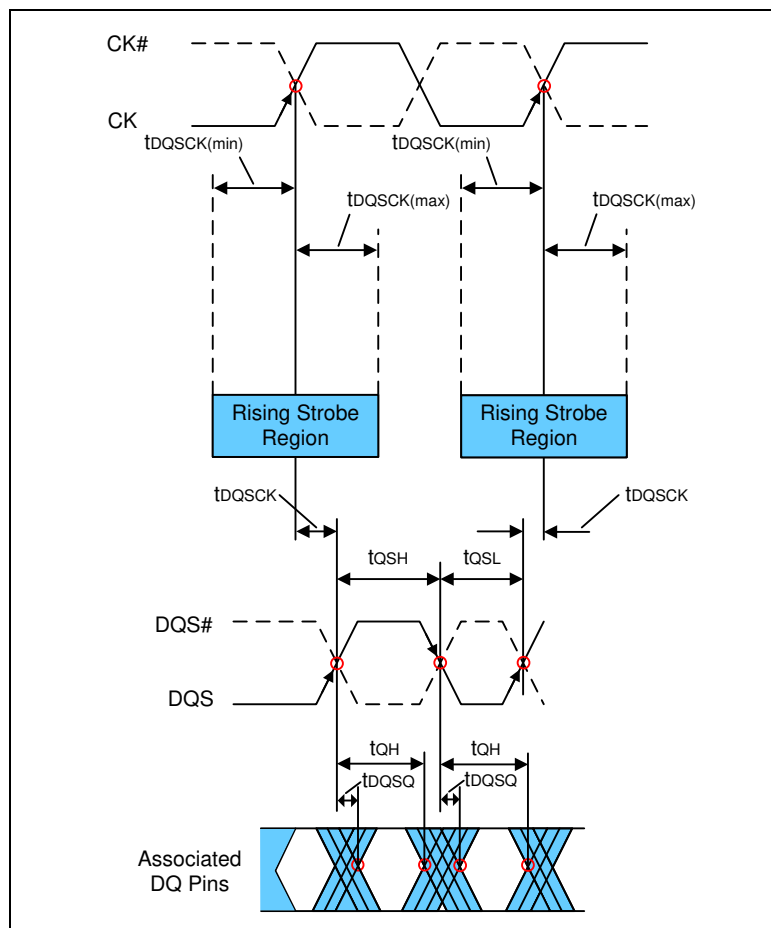 CK#
CK
tDQSCK(min)
tDQSCK(min)
tDQSCK(max)
tDQSCK(max)
Rising Strobe
Region
Rising Strobe
Region
tDQSCK
tDQSCK
tQSH
tQSL
DQS#
DQS
tQH
tQH
tDQSQ
tDQSQ
Associated
DQ Pins